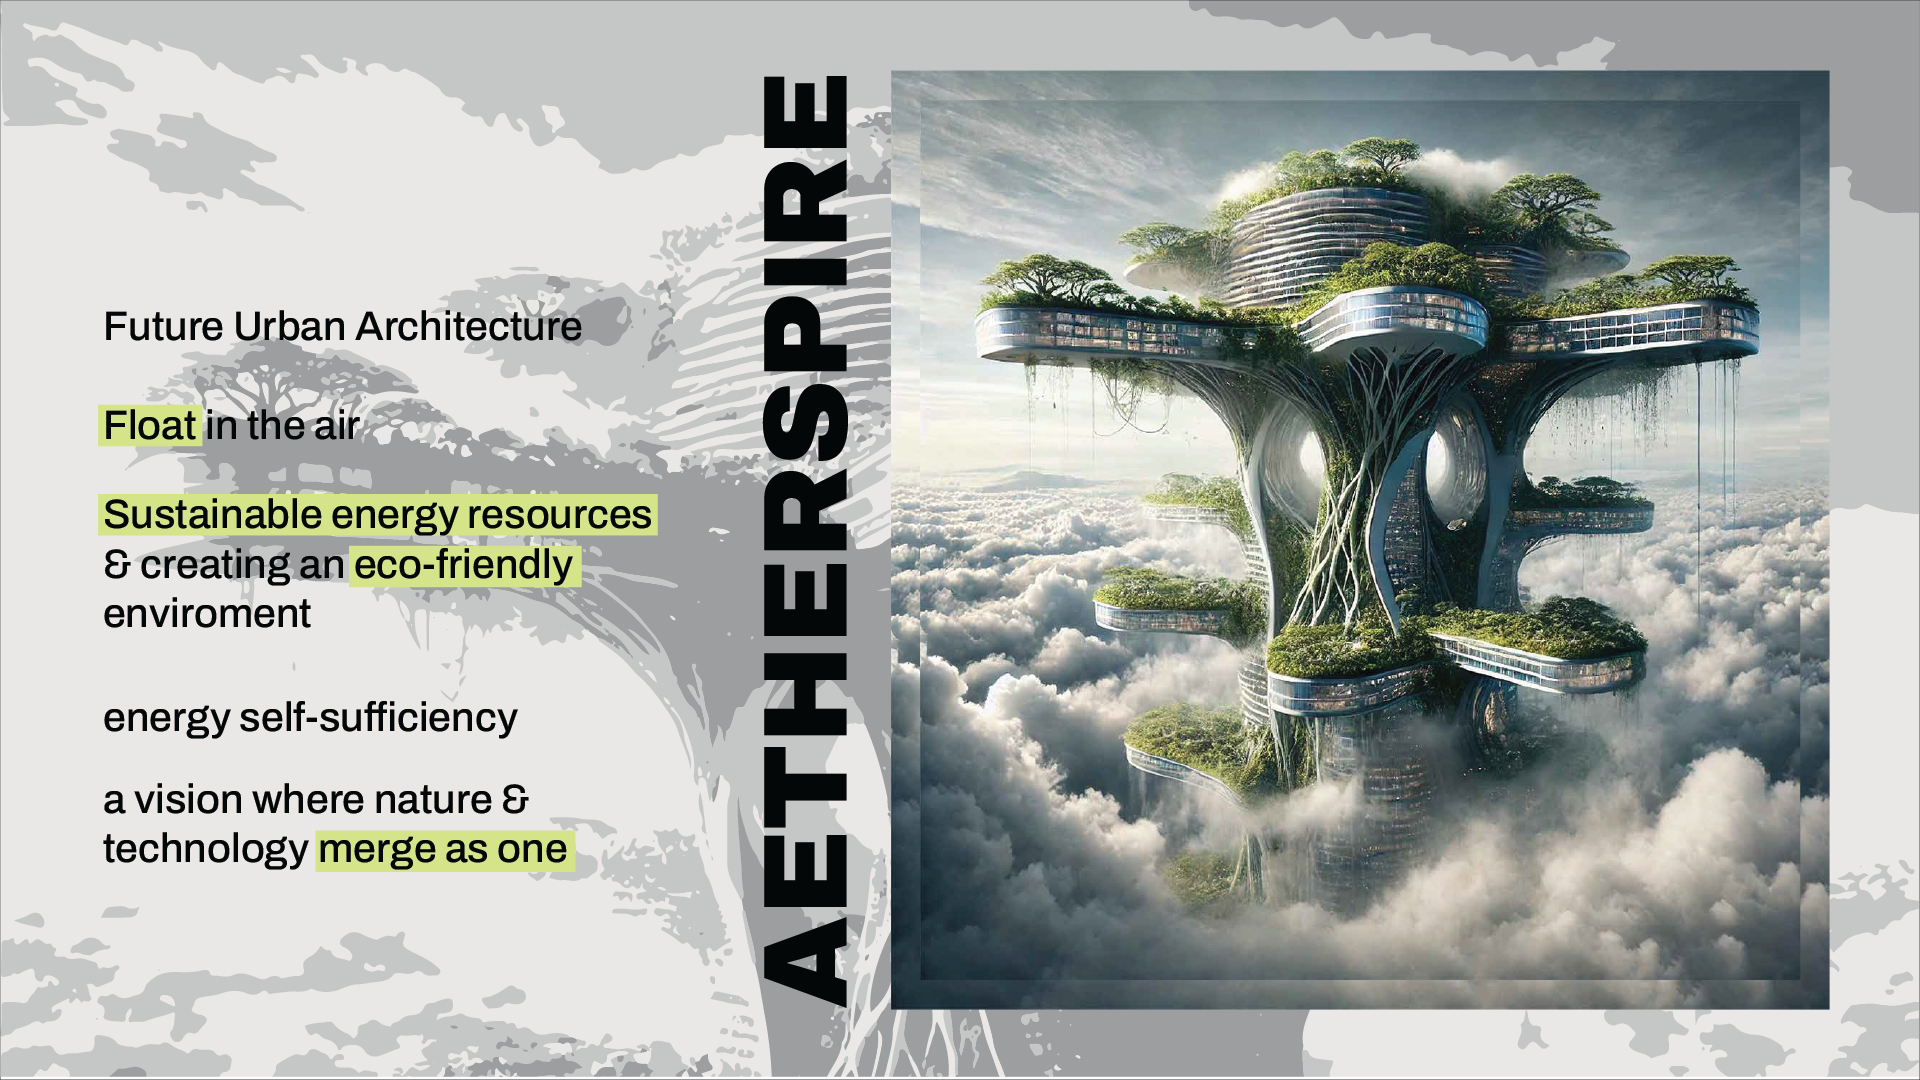 Future Urban Architecture
Float in the air
Sustainable energy resources
& creating an eco-friendly
enviroment
energy self-sufficiency
a vision where nature &
technology merge as one
AETHERSPIRE